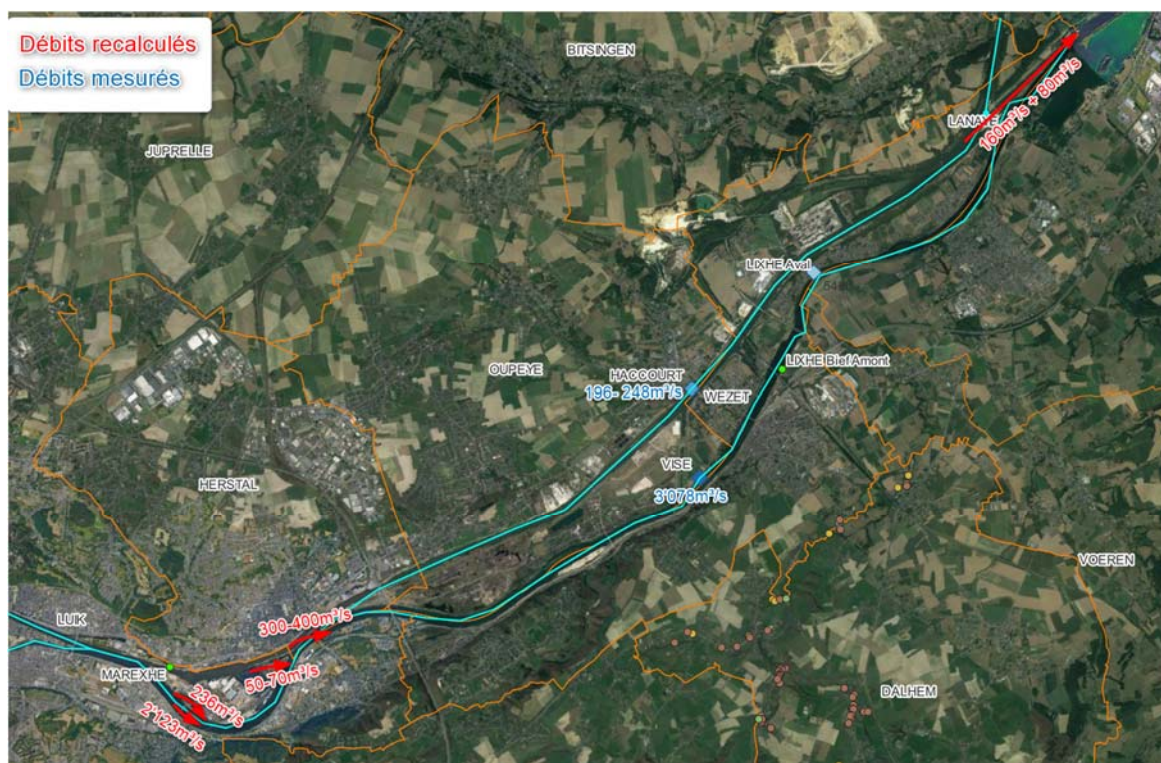 Débits recalculés
Débits mesurés
BITSINGEN
JUPRELLE
LANAYE
160m³/s + 80m³/s
LIXHE Aval
LIXHE Bief Amont
OUPEYE
HACCOURT
196- 248m³/s
WEZET
VISE
3'078m³/s
HERSTAL
VOEREN
LUIK
300-400m³/s
MAREXHE
50-70m³/s
236m³/s
2'123m³/s
DALHEM